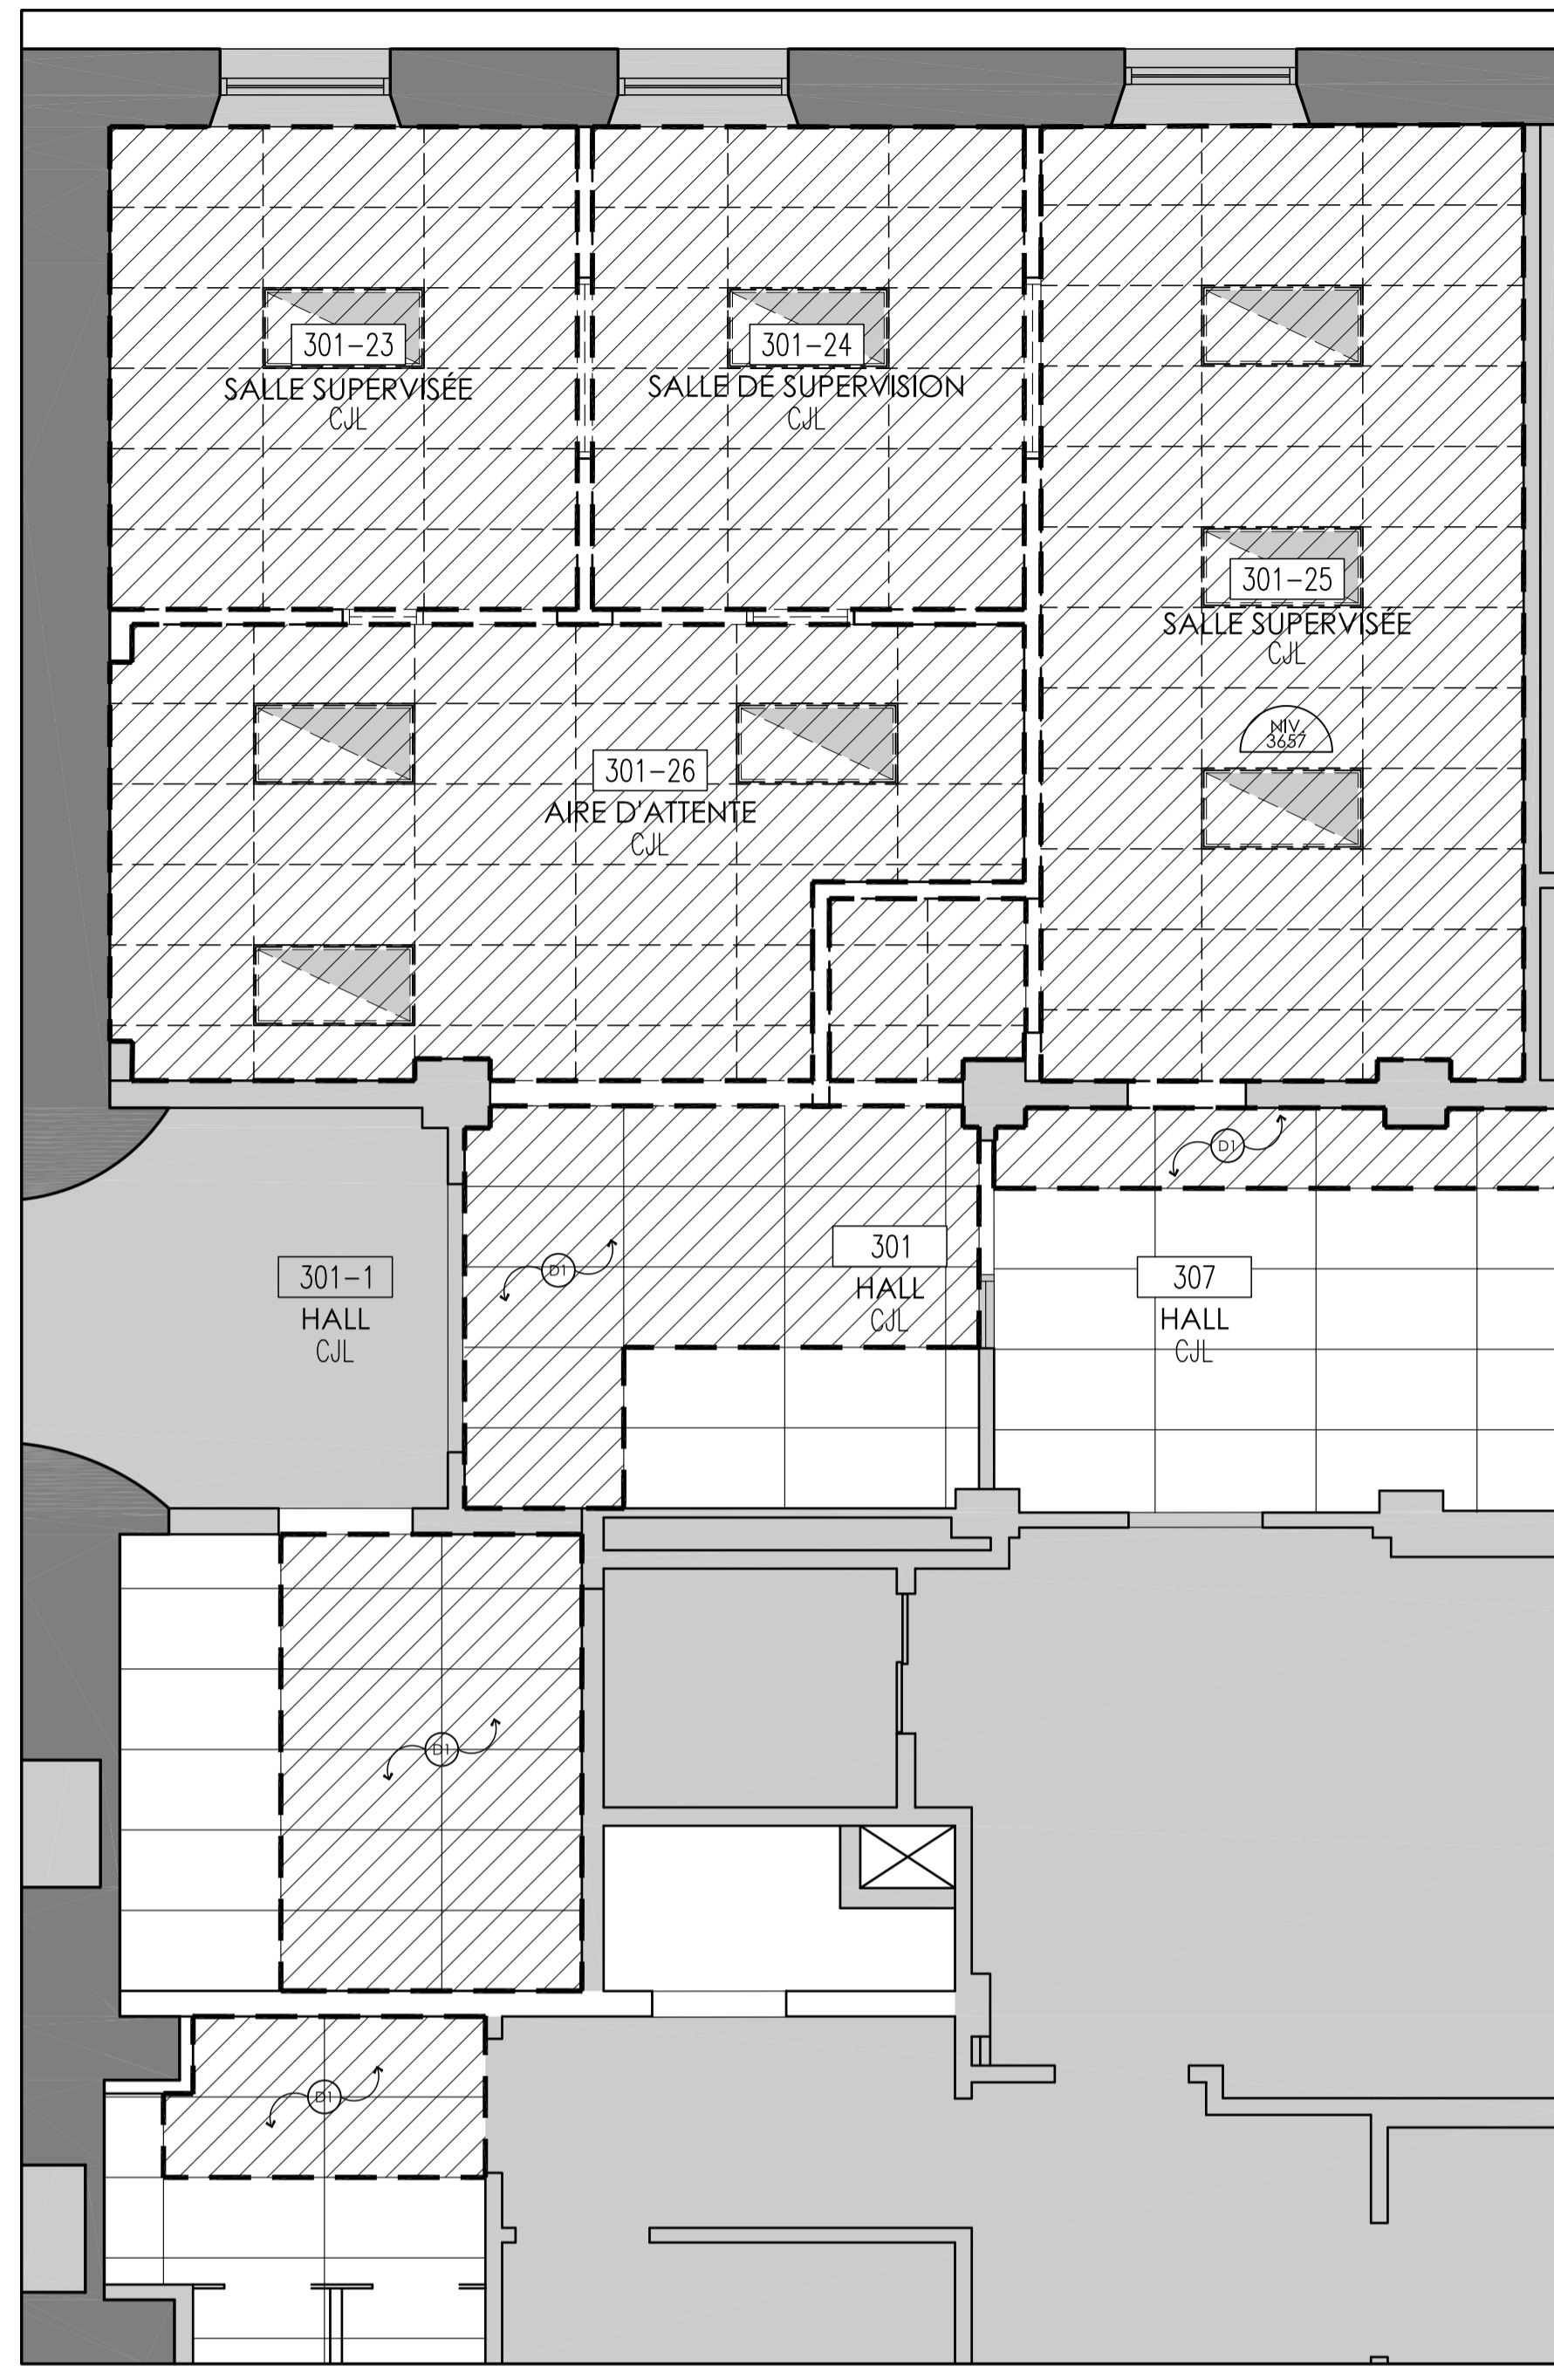 301-23
SALLE SUPERVISÉE
CJL
301-24
SALLE DE SUPERVISION
CJL
301-25
SALLE SUPERVISÉE
CJL
NIV.
3657
301-26
AIRE D'ATTENTE
CJL
D1
301-1
HALL
CJL
D1
301
HALL
CJL
307
HALL
CJL
D1
D1